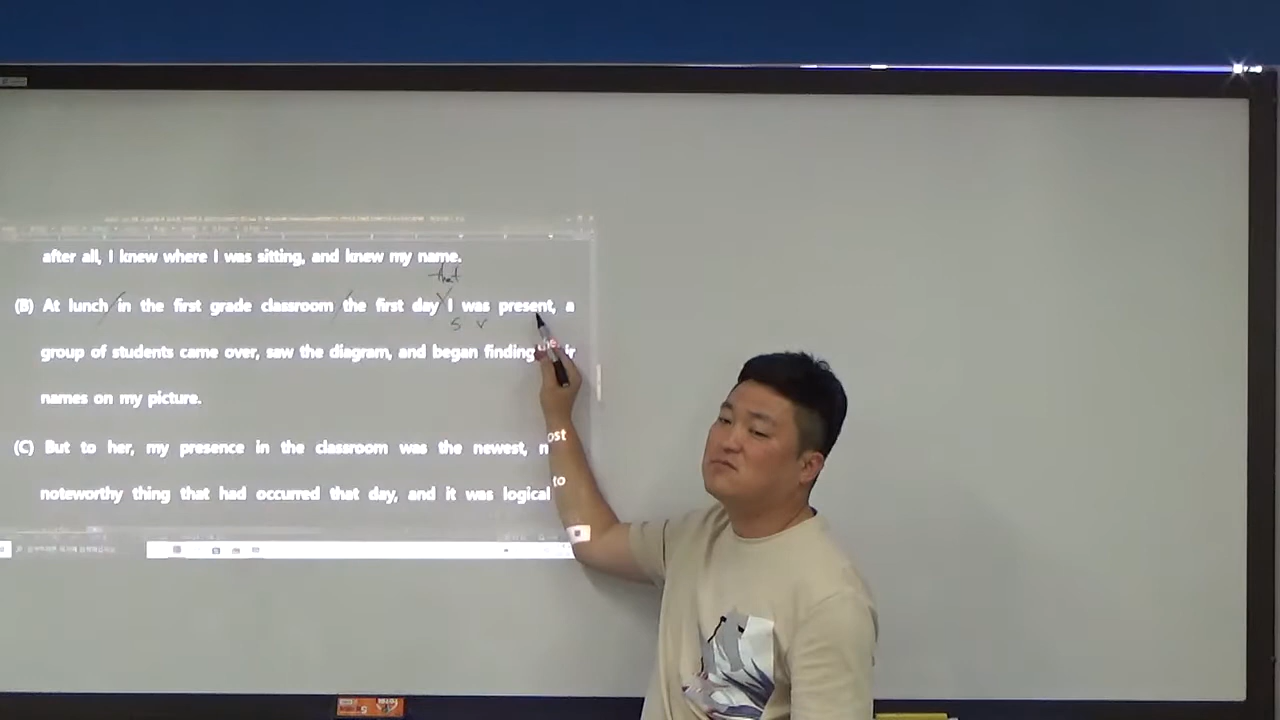 after all, I knew where I was sitting, and knew my name.
that
(B) At lunch in the first grade classroom the first day I was present, a
S V
group of students came over, saw the diagram, and began finding their
names on my picture.
(C) But to her, my presence in the classroom was the newest, most
noteworthy thing that had occurred that day, and it was logical to